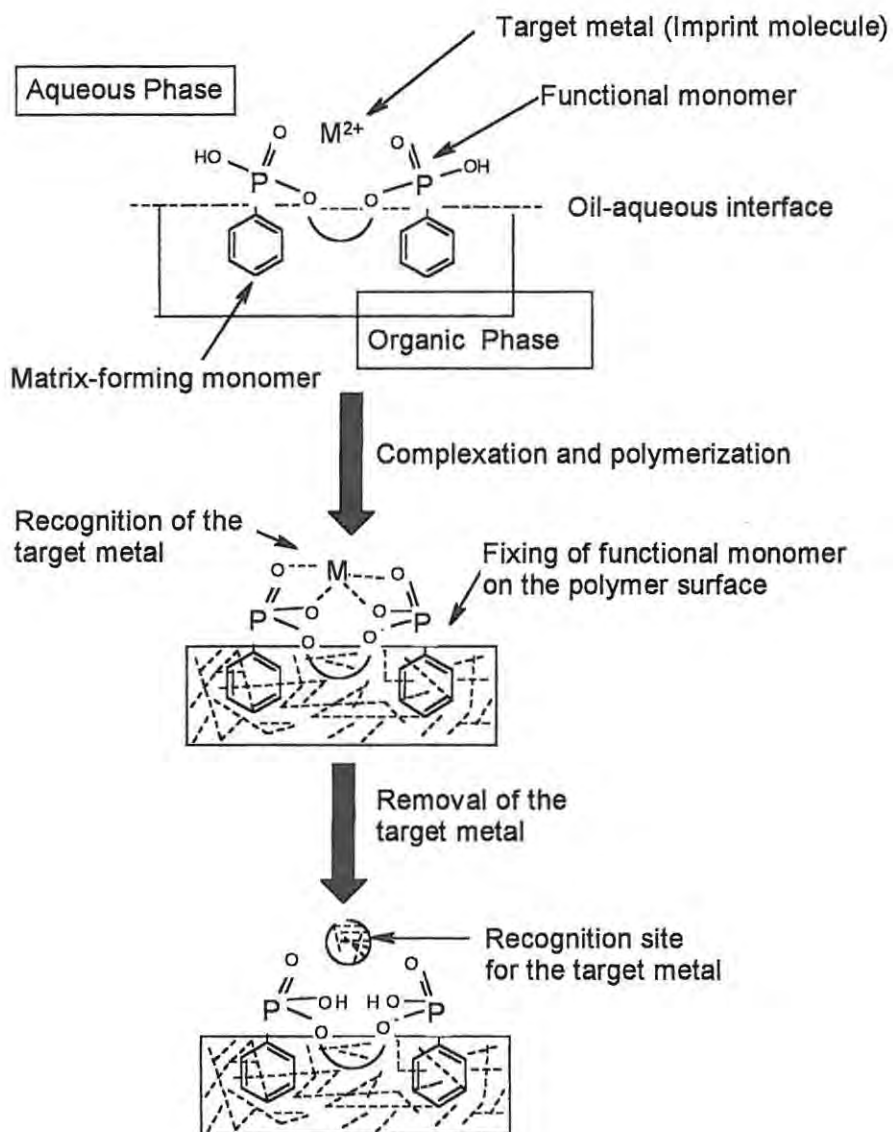 Target metal (Imprint molecule)
Aqueous Phase
Functional monomer
M²⁺
O
O
HO
OH
P
P
O
O
Oil-aqueous interface
Organic Phase
Matrix-forming monomer
Complexation and polymerization
Recognition of the
target metal
Fixing of functional monomer
on the polymer surface
O
M
O
P
O
O
P
O
O
Removal of the
target metal
Recognition site
for the target metal
O
O
P
OH
HO
P
O
O